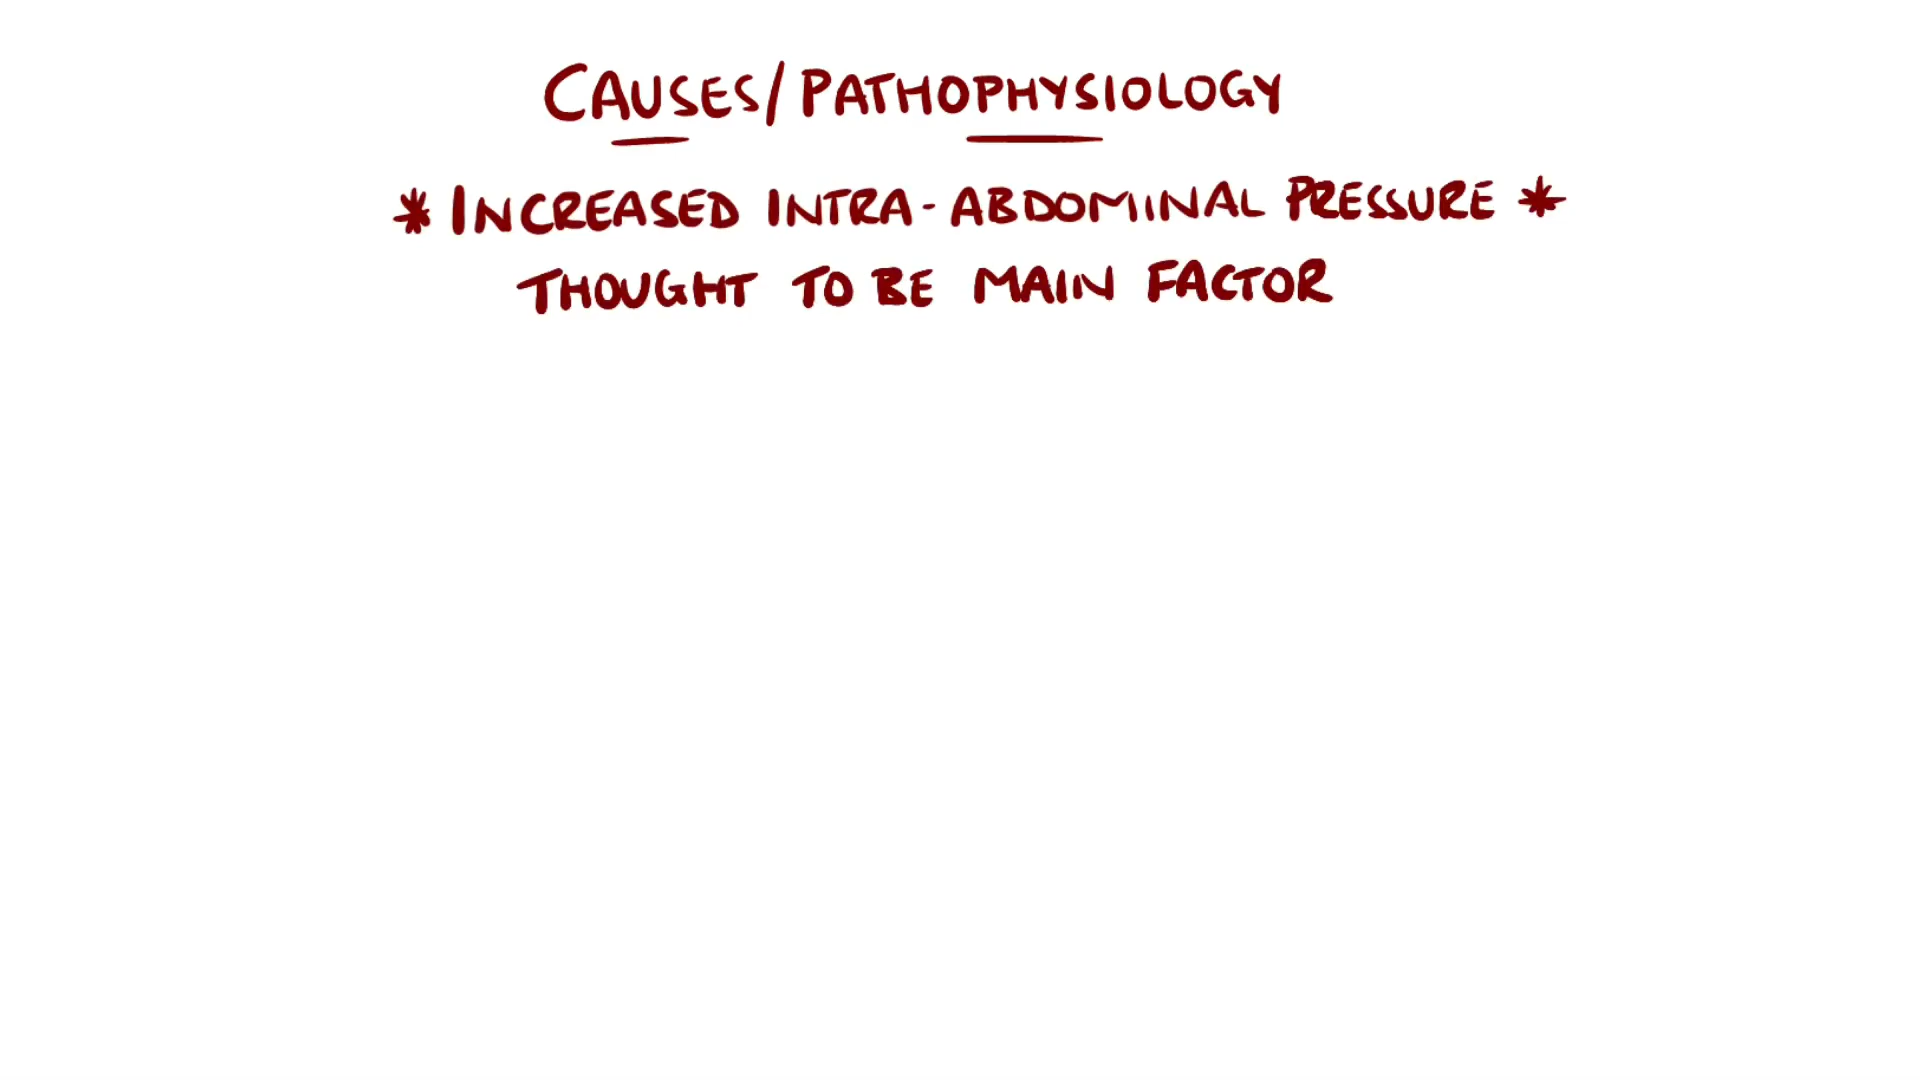 CAUSES/PATHOPHYSIOLOGY
* INCREASED INTRA-ABDOMINAL PRESSURE *
THOUGHT TO BE MAIN FACTOR